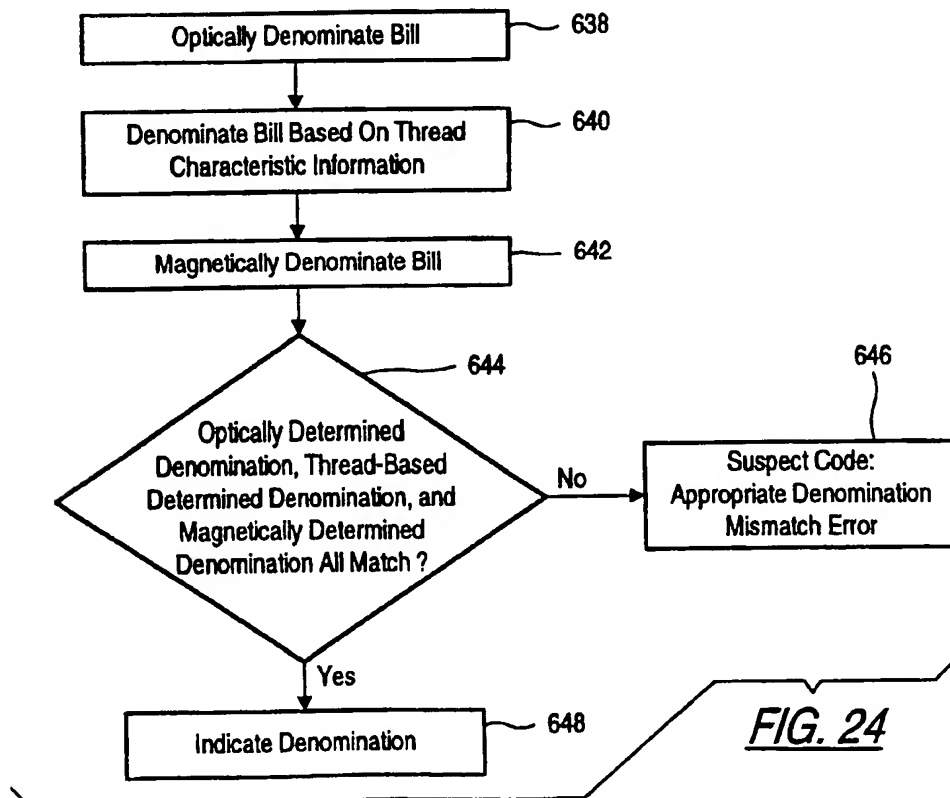 Optically Denominate Bill
638
Denominate Bill Based On Thread
Characteristic Information
640
Magnetically Denominate Bill
642
644
Optically Determined
Denomination, Thread-Based
Determined Denomination, and
Magnetically Determined
Denomination All Match ?
No
646
Suspect Code:
Appropriate Denomination
Mismatch Error
Yes
Indicate Denomination
648
FIG. 24